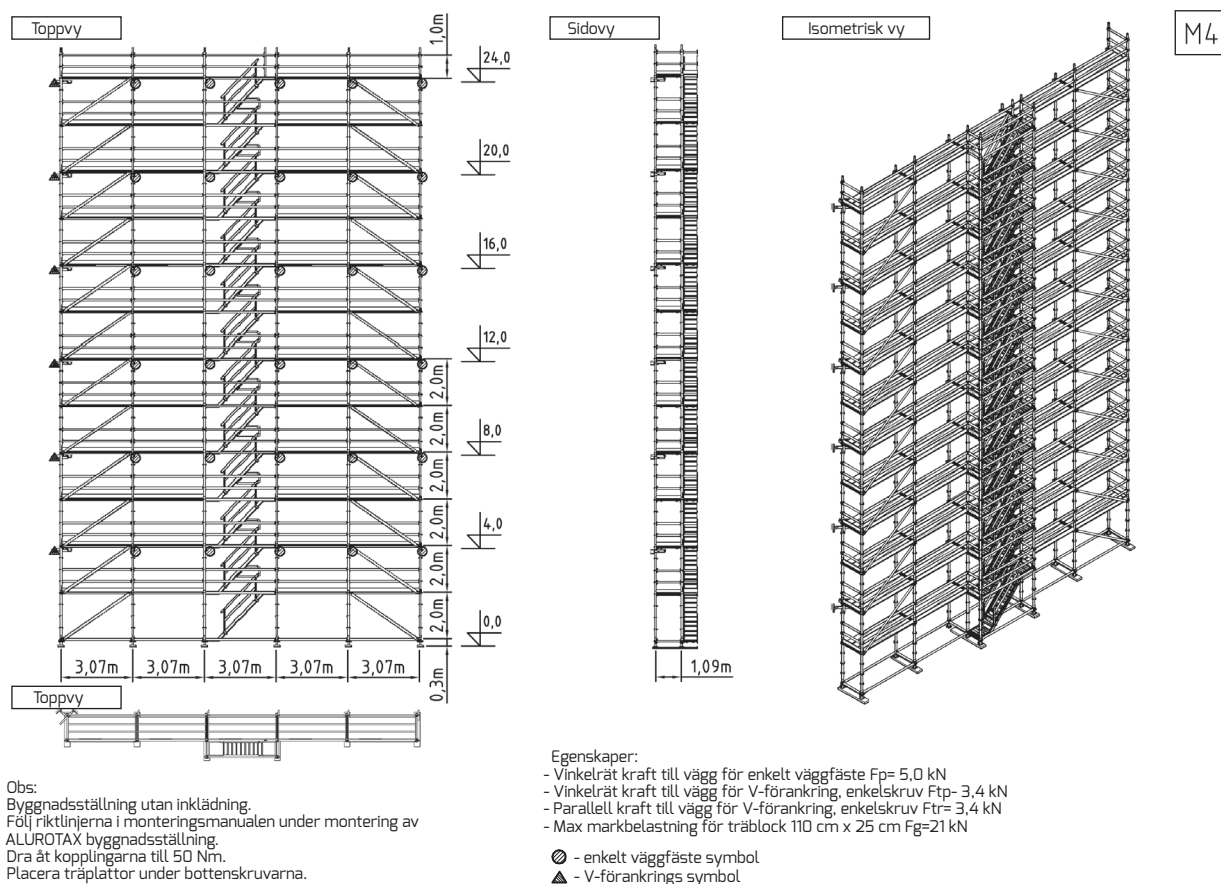 Toppvy
Sidovy
Isometrisk vy
M4
1,0m
24,0
20,0
16,0
12,0
2,0m
2,0m
8,0
2,0m
2,0m
4,0
2,0m
2,0m
0,0
3,07m
3,07m
3,07m
3,07m
3,07m
0,3m
1,09m
Toppvy
Obs:
Byggnadsställning utan inklädning.
Följ riktlinjerna i monteringsmanualen under montering av
ALUROTAX byggnadsställning.
Dra åt kopplingarna till 50 Nm.
Placera träplattor under bottenskruvarna.
Egenskaper:
- Vinkelrät kraft till vägg för enkelt väggfäste Fp= 5,0 kN
- Vinkelrät kraft till vägg för V-förankring, enkelskruv Ftp- 3,4 kN
- Parallell kraft till vägg för V-förankring, enkelskruv Ftr= 3,4 kN
- Max markbelastning för träblock 110 cm x 25 cm Fg=21 kN
- enkelt väggfäste symbol
- V-förankrings symbol